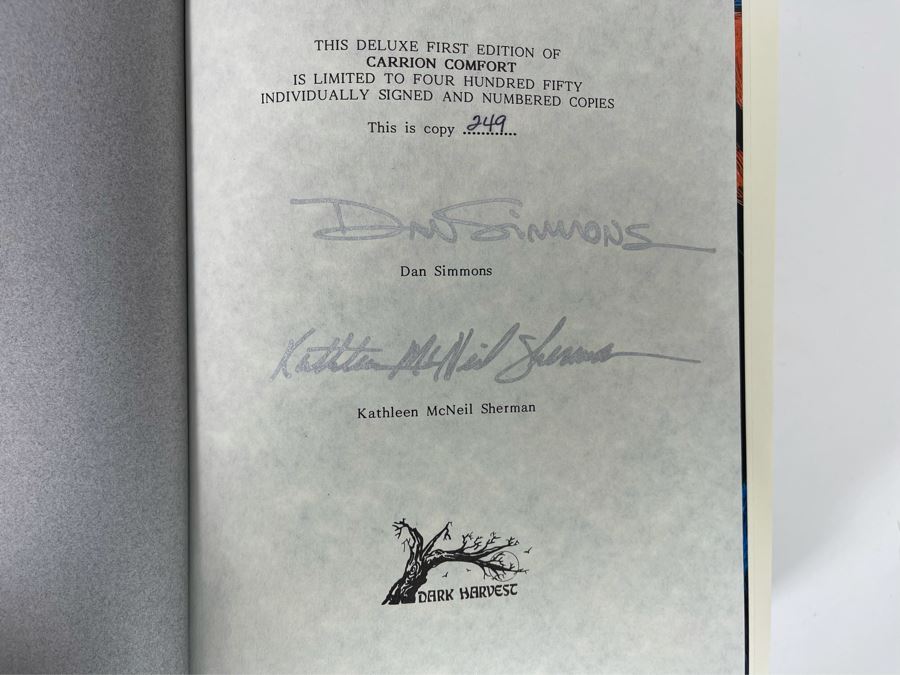 THIS DELUXE FIRST EDITION OF
CARRION COMFORT
IS LIMITED TO FOUR HUNDRED FIFTY
INDIVIDUALLY SIGNED AND NUMBERED COPIES
This is copy 249
Dan Simmons
Dan Simmons
Kathleen McNeil Sherman
Kathleen McNeil Sherman
DARK HARVEST